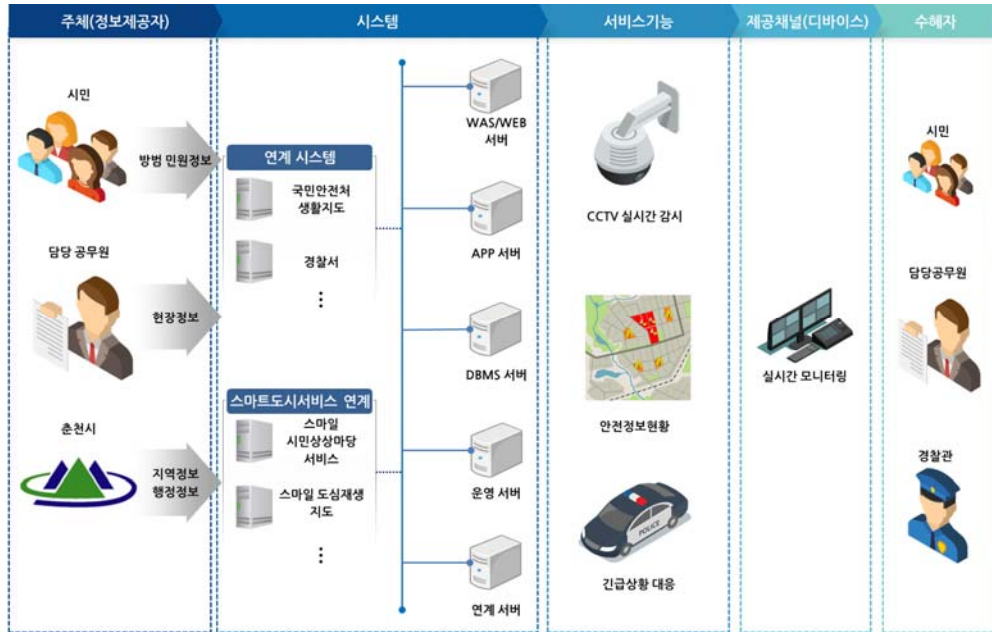 주체(정보제공자)
시스템
서비스기능
제공채널(디바이스)
수혜자
시민
방범 민원정보
담당 공무원
현장정보
춘천시
지역정보
행정정보
연계 시스템
국민안전처
생활지도
경찰서
스마트도시서비스 연계
스마일
시민상상마당
서비스
스마일 도심재생
지도
WAS/WEB
서버
APP 서버
DBMS 서버
운영 서버
연계 서버
CCTV 실시간 감시
안전정보현황
POLICE
긴급상황 대응
실시간 모니터링
시민
담당공무원
경찰관